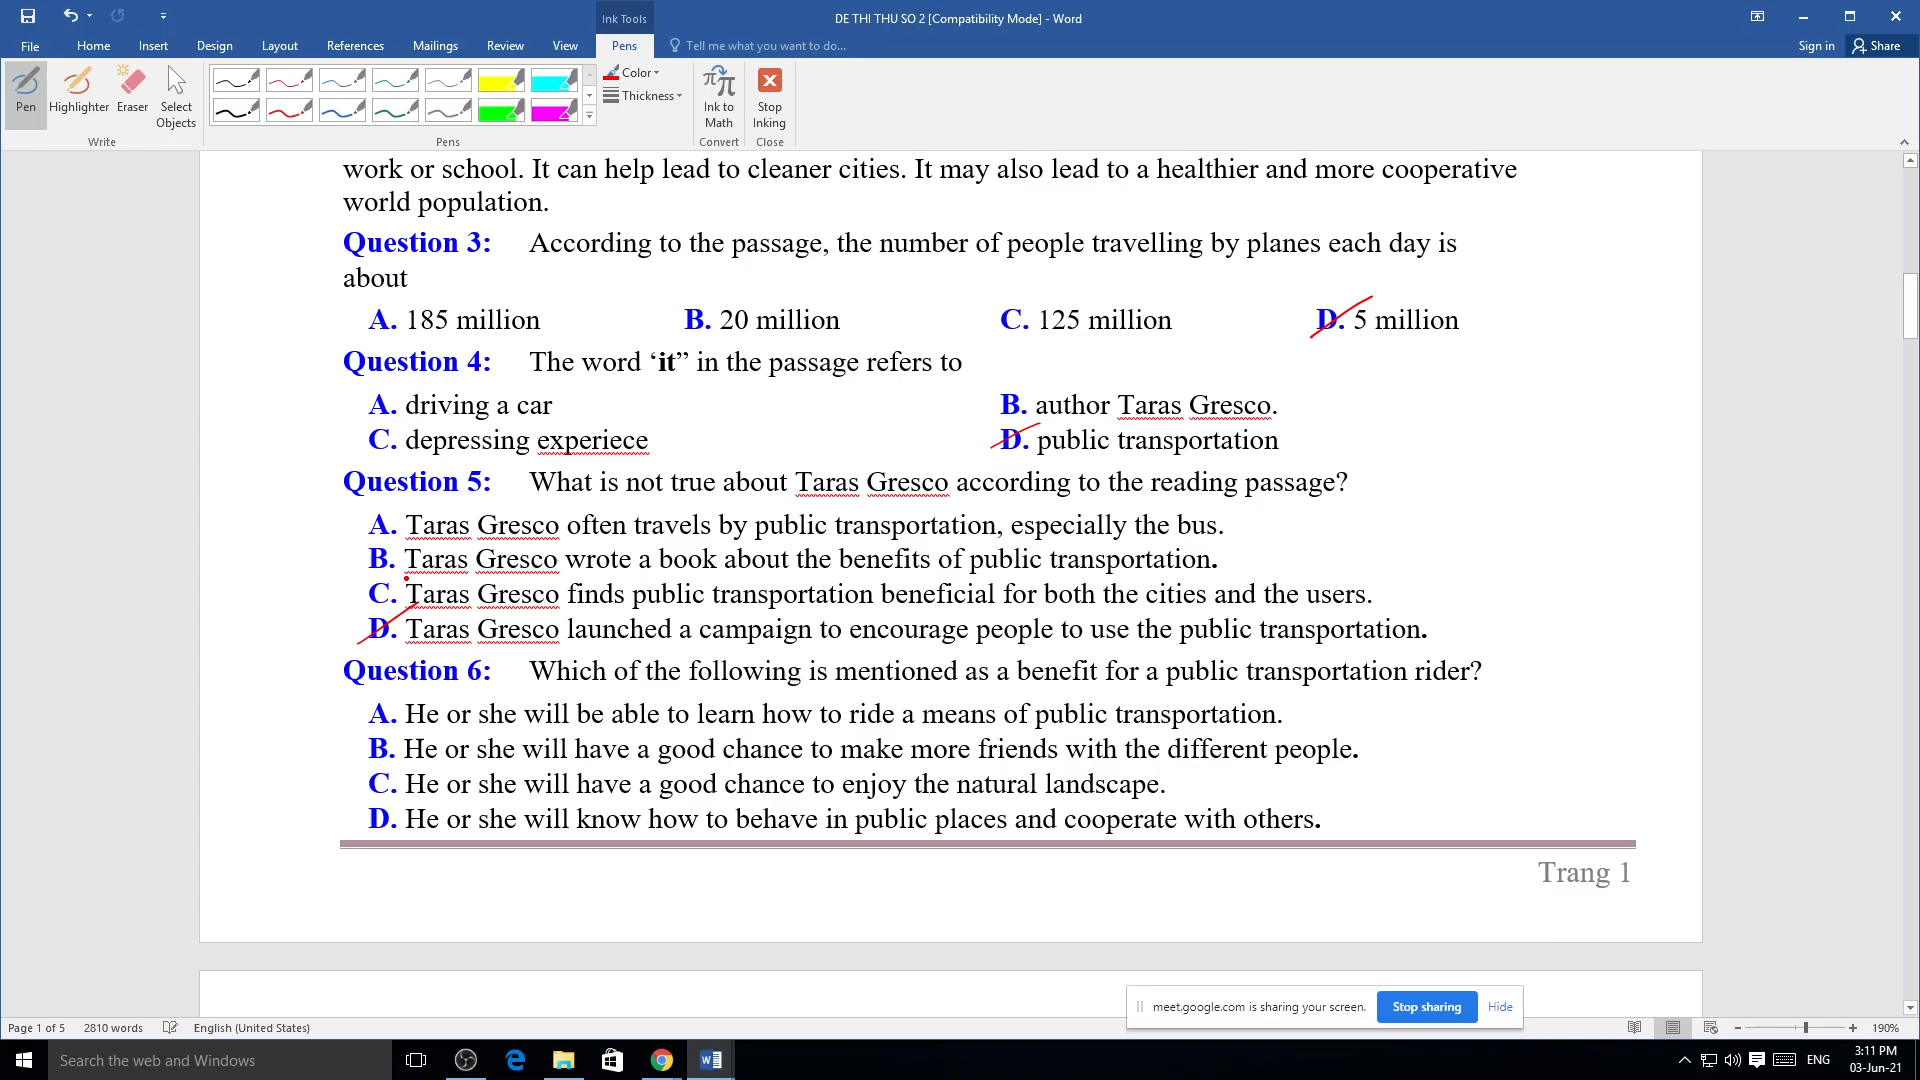 DE THI THU SO 2 [Compatibility Mode] - Word
Ink Tools
File Home Insert Design Layout References Mailings Review View Pens Tell me what you want to do...
Sign in Share
Pen Highlighter Eraser Select Objects
Color
Thickness
Ink to Math
Stop Inking
Write Pens Convert Close
work or school. It can help lead to cleaner cities. It may also lead to a healthier and more cooperative
world population.
Question 3: According to the passage, the number of people travelling by planes each day is
about
A. 185 million B. 20 million C. 125 million D. 5 million
Question 4: The word ‘it” in the passage refers to
A. driving a car B. author Taras Gresco.
C. depressing experiece D. public transportation
Question 5: What is not true about Taras Gresco according to the reading passage?
A. Taras Gresco often travels by public transportation, especially the bus.
B. Taras Gresco wrote a book about the benefits of public transportation.
C. Taras Gresco finds public transportation beneficial for both the cities and the users.
D. Taras Gresco launched a campaign to encourage people to use the public transportation.
Question 6: Which of the following is mentioned as a benefit for a public transportation rider?
A. He or she will be able to learn how to ride a means of public transportation.
B. He or she will have a good chance to make more friends with the different people.
C. He or she will have a good chance to enjoy the natural landscape.
D. He or she will know how to behave in public places and cooperate with others.
Trang 1
meet.google.com is sharing your screen. Stop sharing Hide
Page 1 of 5 2810 words English (United States) 190%
Search the web and Windows
ENG
3:11 PM
03-Jun-21